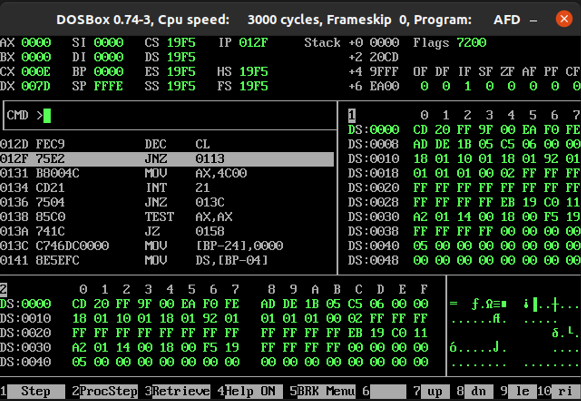 DOSBox 0.74-3, Cpu speed: 3000 cycles, Frameskip 0, Program: AFD
AX 0000 SI 0000 CS 19F5 IP 012F Stack +0 0000 Flags 7200
BX 0000 DI 0000 DS 19F5 +2 20CD
CX 000E BP 0000 ES 19F5 HS 19F5 +4 9FFF OF DF IF SF ZF AF PF CF
DX 007D SP FFFE SS 19F5 FS 19F5 +6 EA00 0 0 1 0 0 0 0 0
CMD >
1 0 1 2 3 4 5 6 7
DS:0000 CD 20 FF 9F 00 EA F0 FE
DS:0008 AD DE 1B 05 C5 06 00 00
DS:0010 18 01 10 01 18 01 92 01
DS:0018 01 01 01 00 02 FF FF FF
DS:0020 FF FF FF FF FF FF FF FF
DS:0028 FF FF FF FF EB 19 C0 11
DS:0030 A2 01 14 00 18 00 F5 19
DS:0038 FF FF FF FF 00 00 00 00
DS:0040 05 00 00 00 00 00 00 00
DS:0048 00 00 00 00 00 00 00 00
012D FEC9 DEC CL
012F 75E2 JNZ 0113
0131 B8004C MOV AX,4C00
0134 CD21 INT 21
0136 7504 JNZ 013C
0138 85C0 TEST AX,AX
013A 741C JZ 0158
013C C746DC0000 MOV [BP-24],0000
0141 8E5EFC MOV DS,[BP-04]
2 0 1 2 3 4 5 6 7 8 9 A B C D E F
DS:0000 CD 20 FF 9F 00 EA F0 FE AD DE 1B 05 C5 06 00 00
DS:0010 18 01 10 01 18 01 92 01 01 01 01 00 02 FF FF FF
DS:0020 FF FF FF FF FF FF FF FF FF FF FF FF EB 19 C0 11
DS:0030 A2 01 14 00 18 00 F5 19 FF FF FF FF 00 00 00 00
DS:0040 05 00 00 00 00 00 00 00 00 00 00 00 00 00 00 00
1 Step 2ProcStep 3Retrieve 4Help ON 5BRK Menu 6 7 up 8 dn 9 le 10 ri